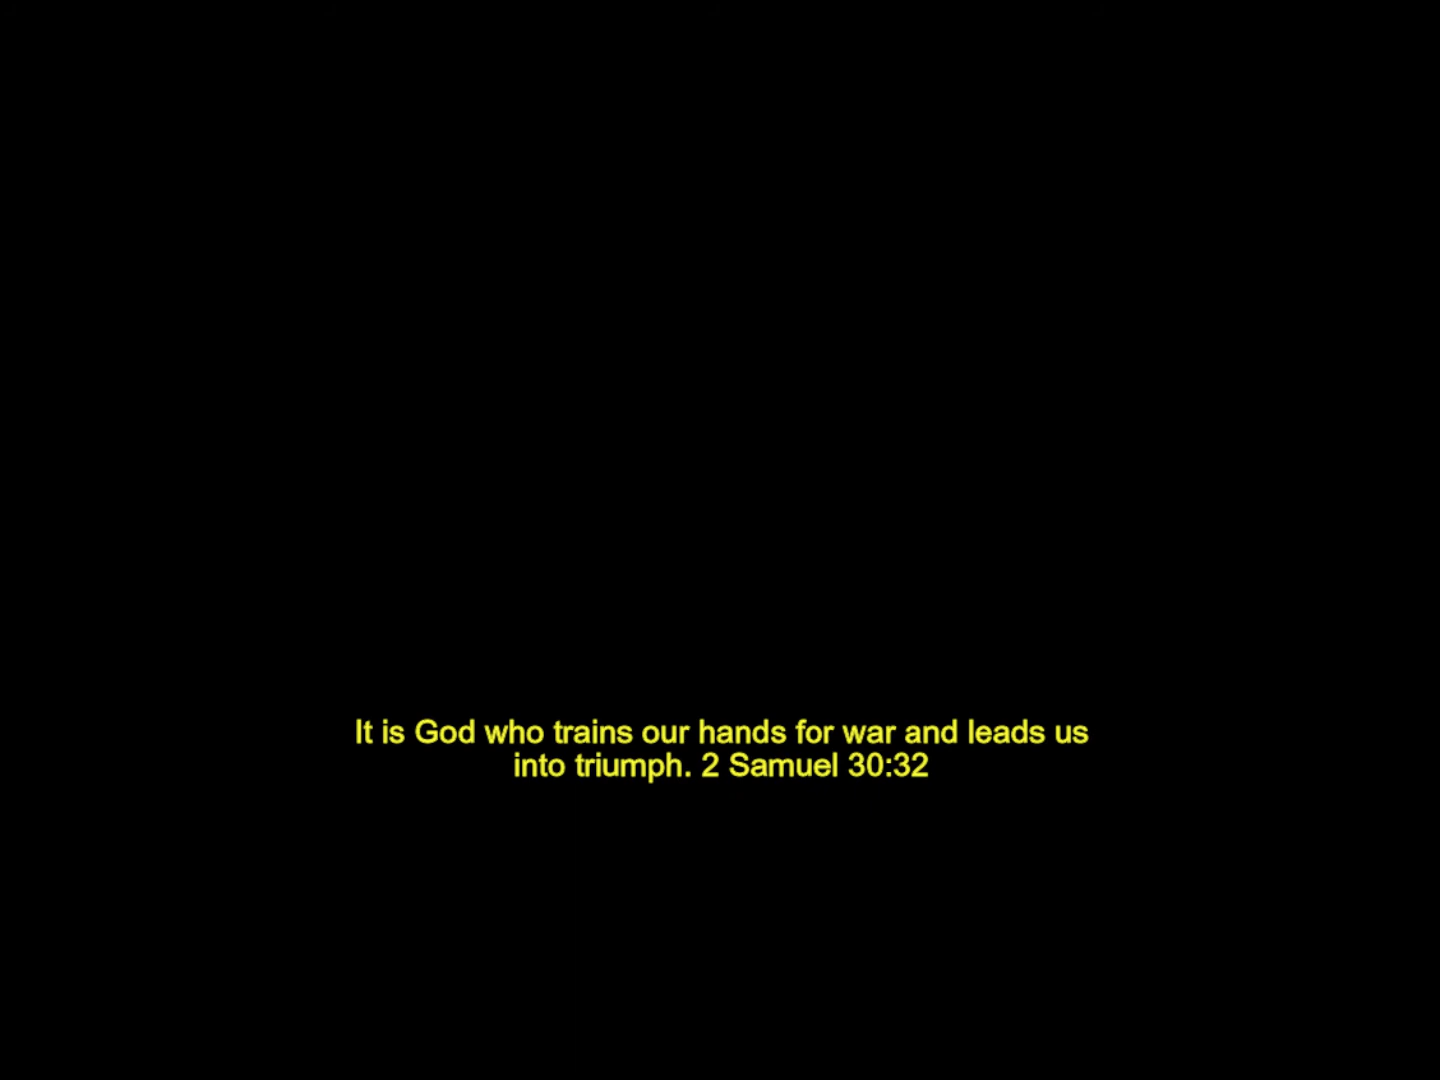 It is God who trains our hands for war and leads us
into triumph. 2 Samuel 30:32